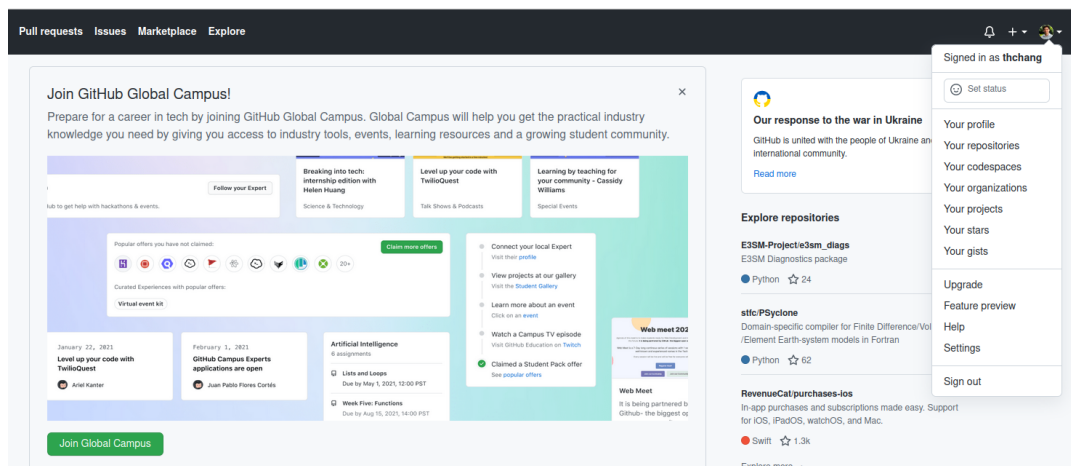 Pull requests Issues Marketplace Explore
Signed in as thchang
Set status
Your profile
Your repositories
Your codespaces
Your organizations
Your projects
Your stars
Your gists
Upgrade
Feature preview
Help
Settings
Sign out
Join GitHub Global Campus!
Prepare for a career in tech by joining GitHub Global Campus. Global Campus will help you get the practical industry
knowledge you need by giving you access to industry tools, events, learning resources and a growing student community.
Follow your Expert
to get help with hackathons & events.
Breaking into tech:
internship edition with
Helen Huang
Science & Technology
Level up your code with
TwilioQuest
Talk Shows & Podcasts
Learning by teaching for
your community - Cassidy
Williams
Special Events
Popular offers you have not claimed:
Claim more offers
20+
Curated Experiences with popular offers:
Virtual event kit
Connect your local Expert
Visit their profile
View projects at our gallery
Visit the Student Gallery
Learn more about an event
Click on an event
Watch a Campus TV episode
Visit GitHub Education on Twitch
Claimed a Student Pack offer
See popular offers
January 22, 2021
Level up your code with
TwilioQuest
Ariel Kanter
February 1, 2021
GitHub Campus Experts
applications are open
Juan Pablo Flores Cortés
Artificial Intelligence
6 assignments
Lists and Loops
Due by May 1, 2021, 12:00 PST
Week Five: Functions
Due by Aug 15, 2021, 14:00 PST
Web meet 202
Web Meet
It is being partnered b
Github- the biggest op
Join Global Campus
Our response to the war in Ukraine
GitHub is united with the people of Ukraine an
international community.
Read more
Explore repositories
E3SM-Project/e3sm_diags
E3SM Diagnostics package
Python 24
stfc/PSyclone
Domain-specific compiler for Finite Difference/Vol
/Element Earth-system models in Fortran
Python 62
RevenueCat/purchases-ios
In-app purchases and subscriptions made easy. Support
for iOS, iPadOS, watchOS, and Mac.
Swift 1.3k
Explore more